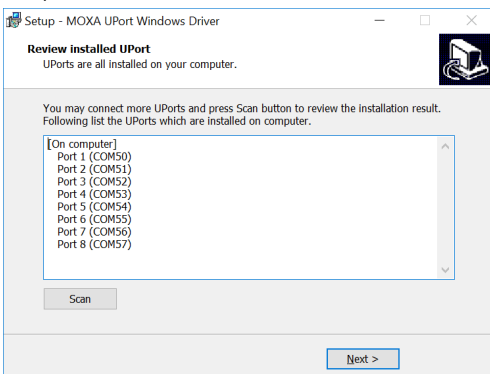 Setup - MOXA UPort Windows Driver
Review installed UPort
UPorts are all installed on your computer.
You may connect more UPorts and press Scan button to review the installation result.
Following list the UPorts which are installed on computer.
[On computer]
Port 1 (COM50)
Port 2 (COM51)
Port 3 (COM52)
Port 4 (COM53)
Port 5 (COM54)
Port 6 (COM55)
Port 7 (COM56)
Port 8 (COM57)
Scan
Next >